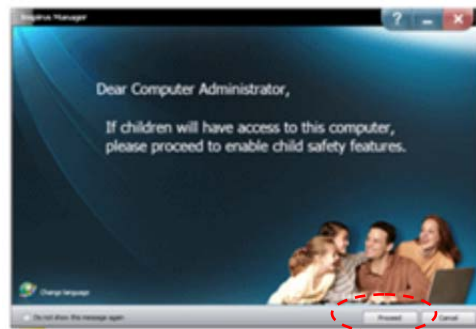 ? – X
Dear Computer Administrator,
If children will have access to this computer,
please proceed to enable child safety features.
Change language
Do not show this message again
Proceed
Cancel